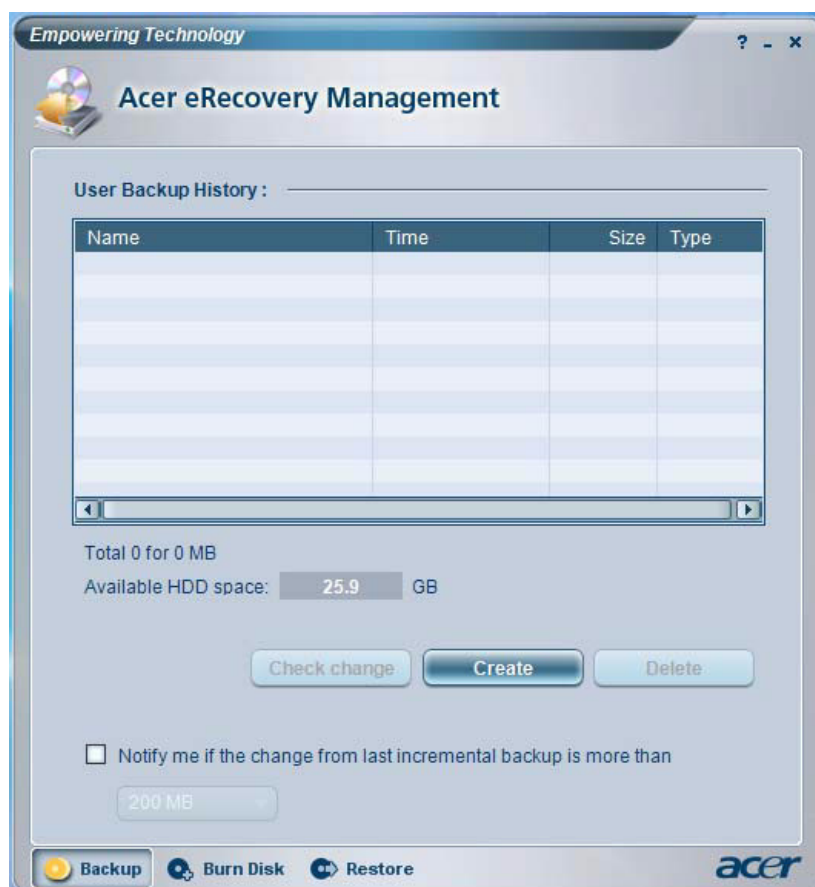 Empowering Technology
? - x
Acer eRecovery Management
User Backup History :
Name Time Size Type
Total 0 for 0 MB
Available HDD space: 25.9 GB
Check change Create Delete
Notify me if the change from last incremental backup is more than
200 MB
Backup Burn Disk Restore acer